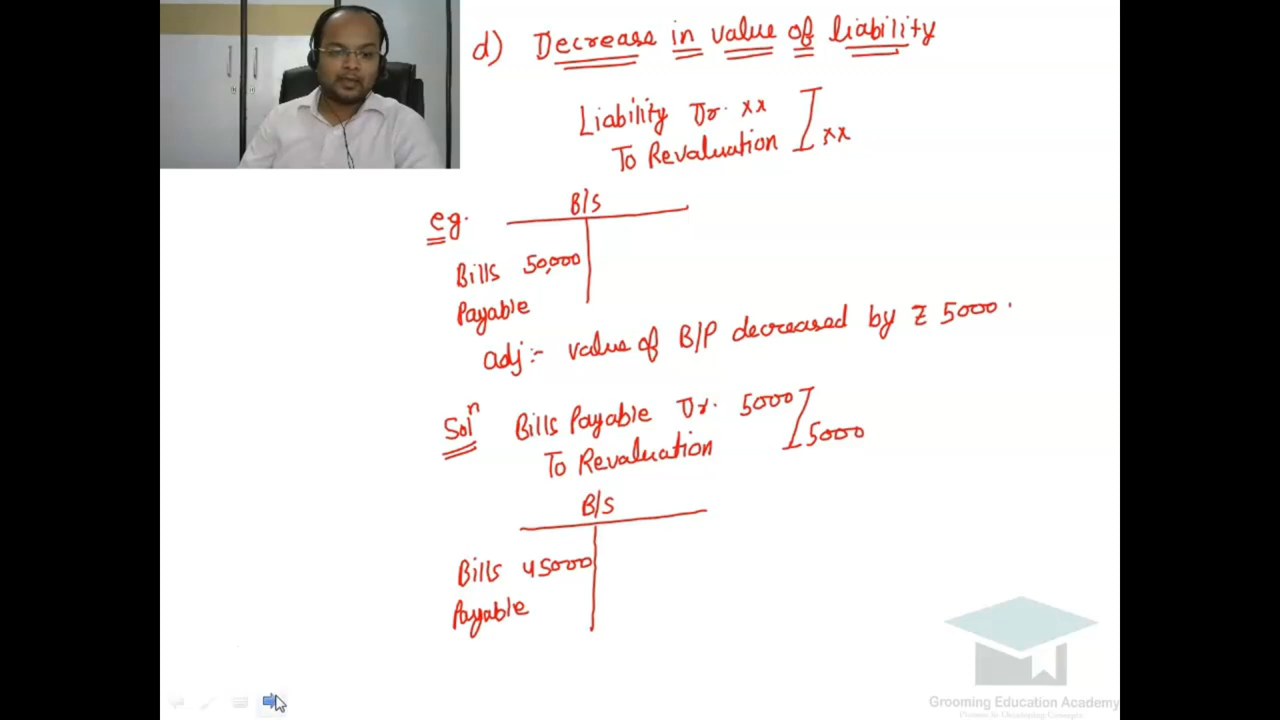 d) Decrease in value of liability
Liability Dr. xx
To Revaluation xx
eg. B/S
Bills 50,000
Payable
adj :- value of B/P decreased by ₹ 5000.
Solⁿ Bills Payable Dr. 5000
To Revaluation 5000
B/S
Bills 45000
Payable
Grooming Education Academy